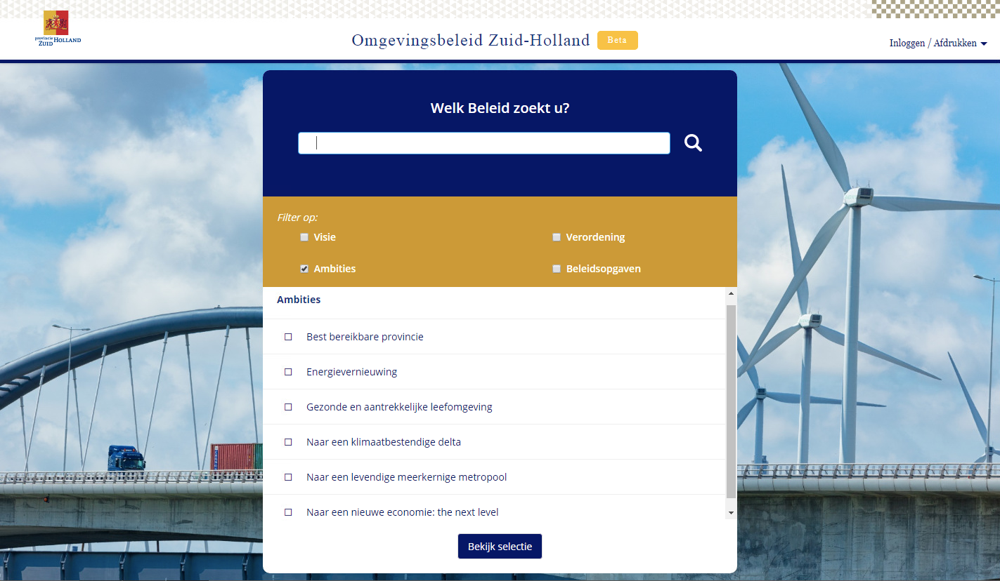 provincie
ZUID HOLLAND
Omgevingsbeleid Zuid-Holland
Beta
Inloggen / Afdrukken
Welk Beleid zoekt u?
Filter op:
Visie
Verordening
Ambities
Beleidsopgaven
Ambities
Best bereikbare provincie
Energievernieuwing
Gezonde en aantrekkelijke leefomgeving
Naar een klimaatbestendige delta
Naar een levendige meerkernige metropool
Naar een nieuwe economie: the next level
Bekijk selectie